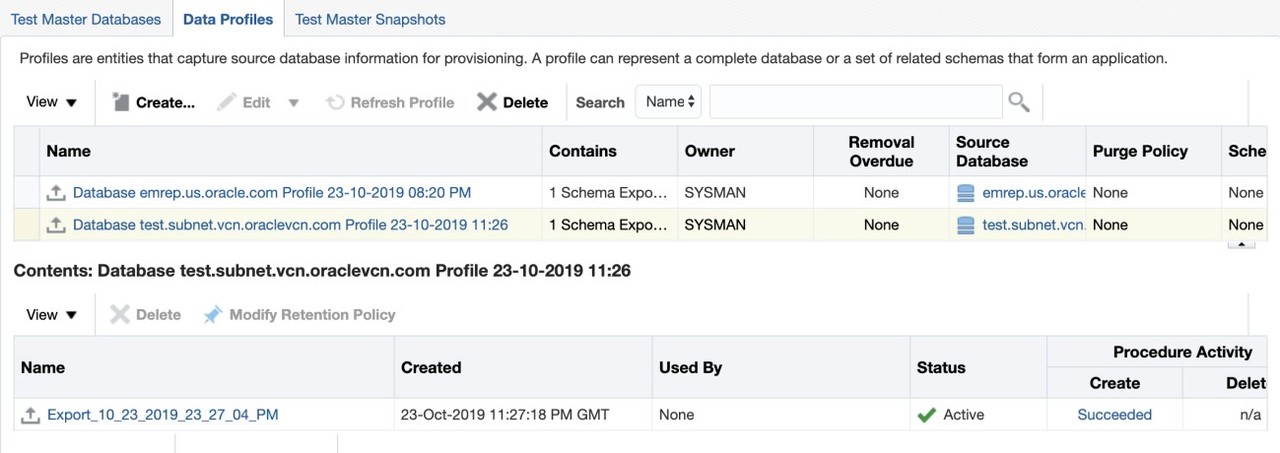 Test Master Databases Data Profiles Test Master Snapshots
Profiles are entities that capture source database information for provisioning. A profile can represent a complete database or a set of related schemas that form an application.
View Create... Edit Refresh Profile Delete Search Name
Name Contains Owner Removal Overdue Source Database Purge Policy Sche
Database emrep.us.oracle.com Profile 23-10-2019 08:20 PM 1 Schema Expo... SYSMAN None emrep.us.oracle None None
Database test.subnet.vcn.oraclevcn.com Profile 23-10-2019 11:26 1 Schema Expo... SYSMAN None test.subnet.vcn. None None
Contents: Database test.subnet.vcn.oraclevcn.com Profile 23-10-2019 11:26
View Delete Modify Retention Policy
Name Created Used By Status Procedure Activity
Create Delet
Export_10_23_2019_23_27_04_PM 23-Oct-2019 11:27:18 PM GMT None Active Succeeded n/a